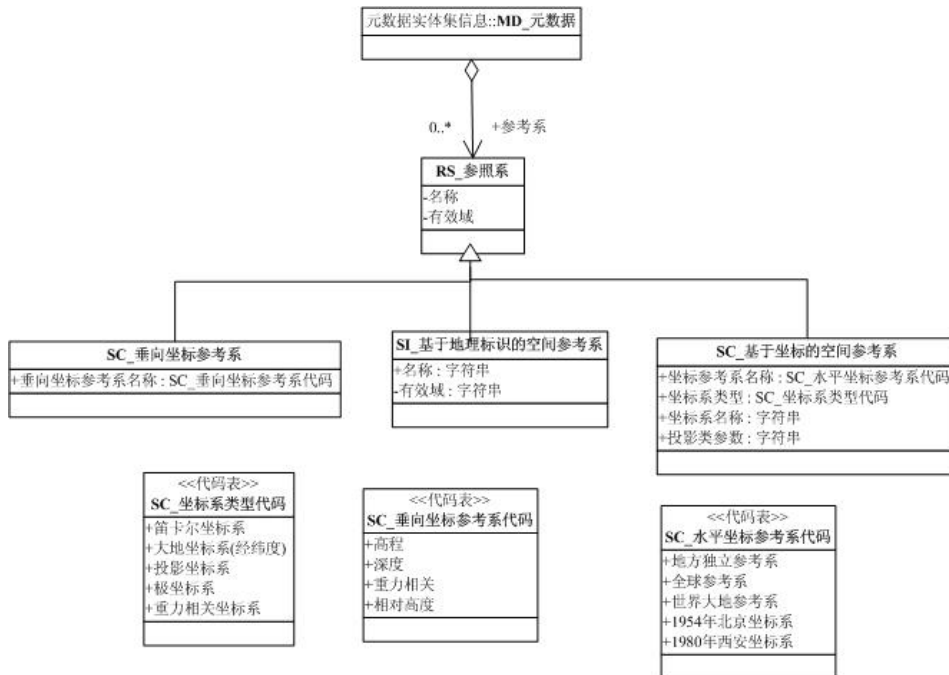 元数据实体集信息::MD_元数据
0..*
+参考系
RS_参照系
-名称
-有效域
SC_垂向坐标参考系
+垂向坐标参考系名称 : SC_垂向坐标参考系代码
SI_基于地理标识的空间参考系
+名称 : 字符串
-有效域 : 字符串
SC_基于坐标的空间参考系
+坐标参考系名称 : SC_水平坐标参考系代码
+坐标系类型 : SC_坐标系类型代码
+坐标系名称 : 字符串
+投影类参数 : 字符串
<<代码表>>
SC_坐标系类型代码
+笛卡尔坐标系
+大地坐标系(经纬度)
+投影坐标系
+极坐标系
+重力相关坐标系
<<代码表>>
SC_垂向坐标参考系代码
+高程
+深度
+重力相关
+相对高度
<<代码表>>
SC_水平坐标参考系代码
+地方独立参考系
+全球参考系
+世界大地参考系
+1954年北京坐标系
+1980年西安坐标系